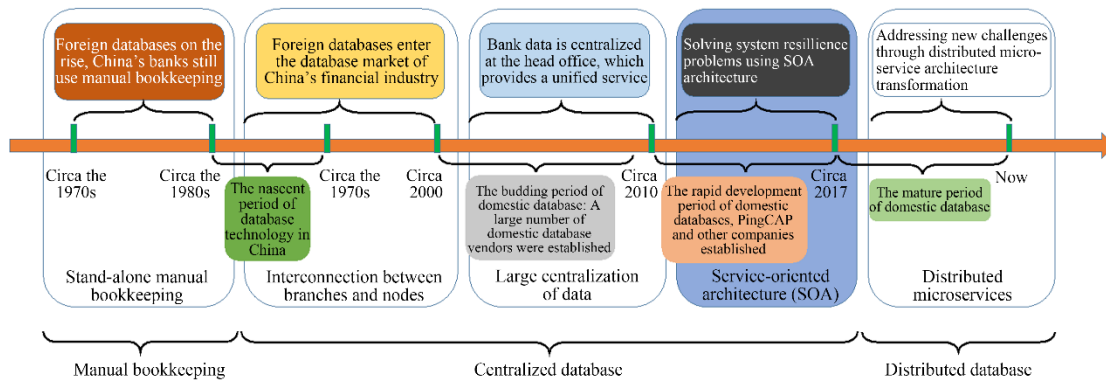 Foreign databases on the
rise, China's banks still
use manual bookkeeping
Foreign databases enter
the database market of
China's financial industry
Bank data is centralized
at the head office, which
provides a unified service
Solving system resillience
problems using SOA
architecture
Addressing new challenges
through distributed micro-
service architecture
transformation
Circa the
1970s
Circa the
1980s
Circa the
1970s
Circa
2000
Circa
2010
Circa
2017
Now
The nascent
period of
database
technology in
China
The budding period of
domestic database: A
large number of
domestic database
vendors were established
The rapid development
period of domestic
databases, PingCAP
and other companies
established
The mature period
of domestic database
Stand-alone manual
bookkeeping
Interconnection between
branches and nodes
Large centralization
of data
Service-oriented
architecture (SOA)
Distributed
microservices
Manual bookkeeping
Centralized database
Distributed database